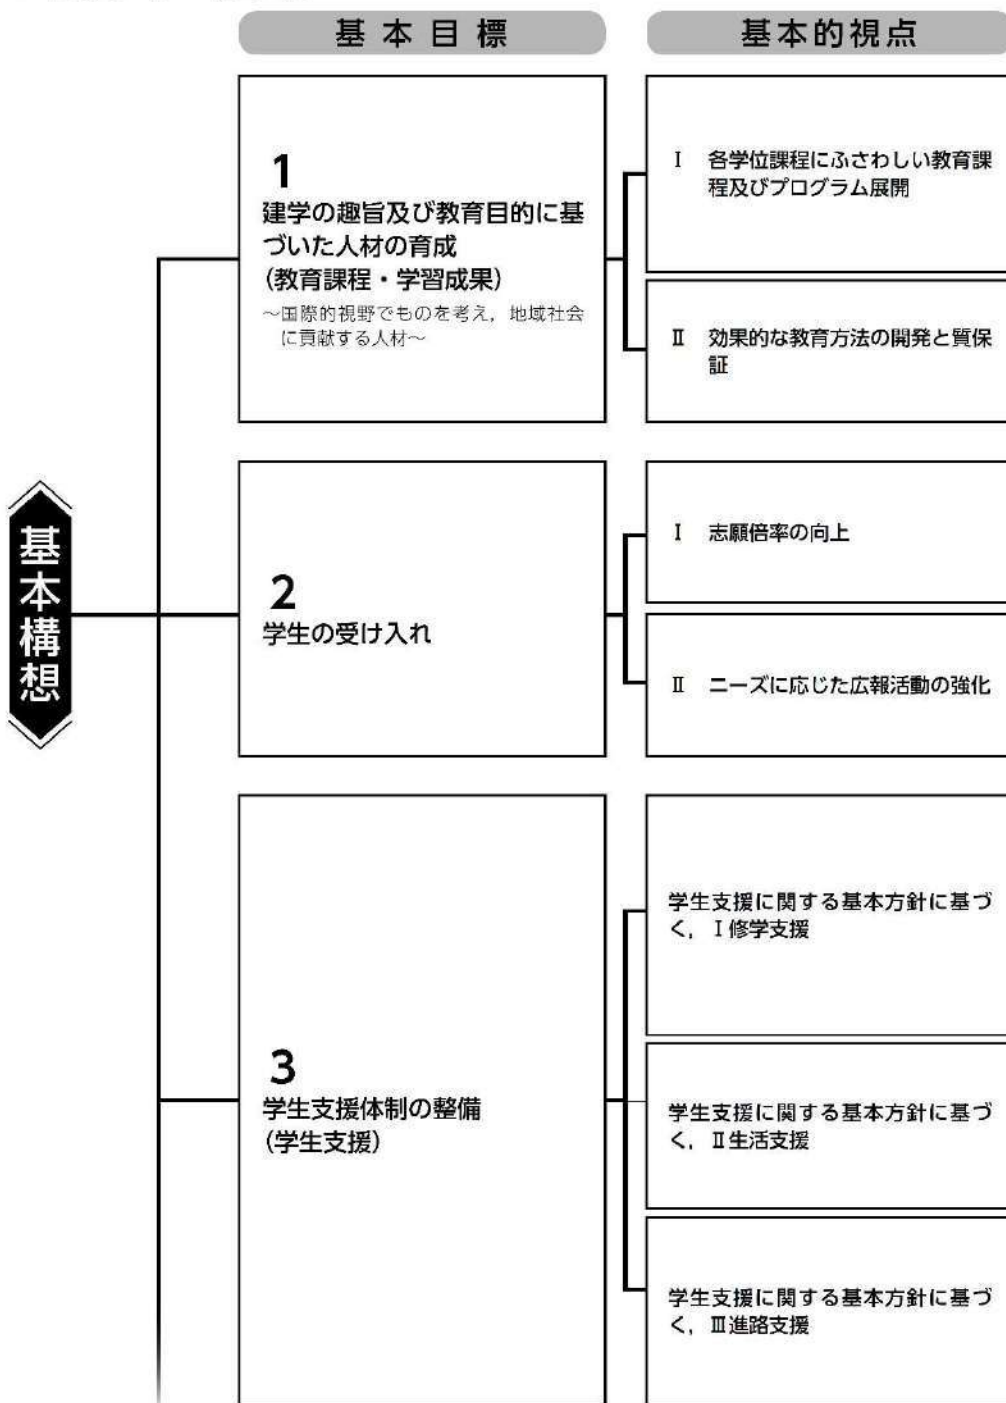 基本目標
基本的視点
基本構想
1
建学の趣旨及び教育目的に基
づいた人材の育成
(教育課程・学習成果)
～国際的視野でものを考え，地域社会
に貢献する人材～
Ⅰ 各学位課程にふさわしい教育課
程及びプログラム展開
Ⅱ 効果的な教育方法の開発と質保
証
2
学生の受け入れ
Ⅰ 志願倍率の向上
Ⅱ ニーズに応じた広報活動の強化
3
学生支援体制の整備
(学生支援)
学生支援に関する基本方針に基づ
く，Ⅰ修学支援
学生支援に関する基本方針に基づ
く，Ⅱ生活支援
学生支援に関する基本方針に基づ
く，Ⅲ進路支援